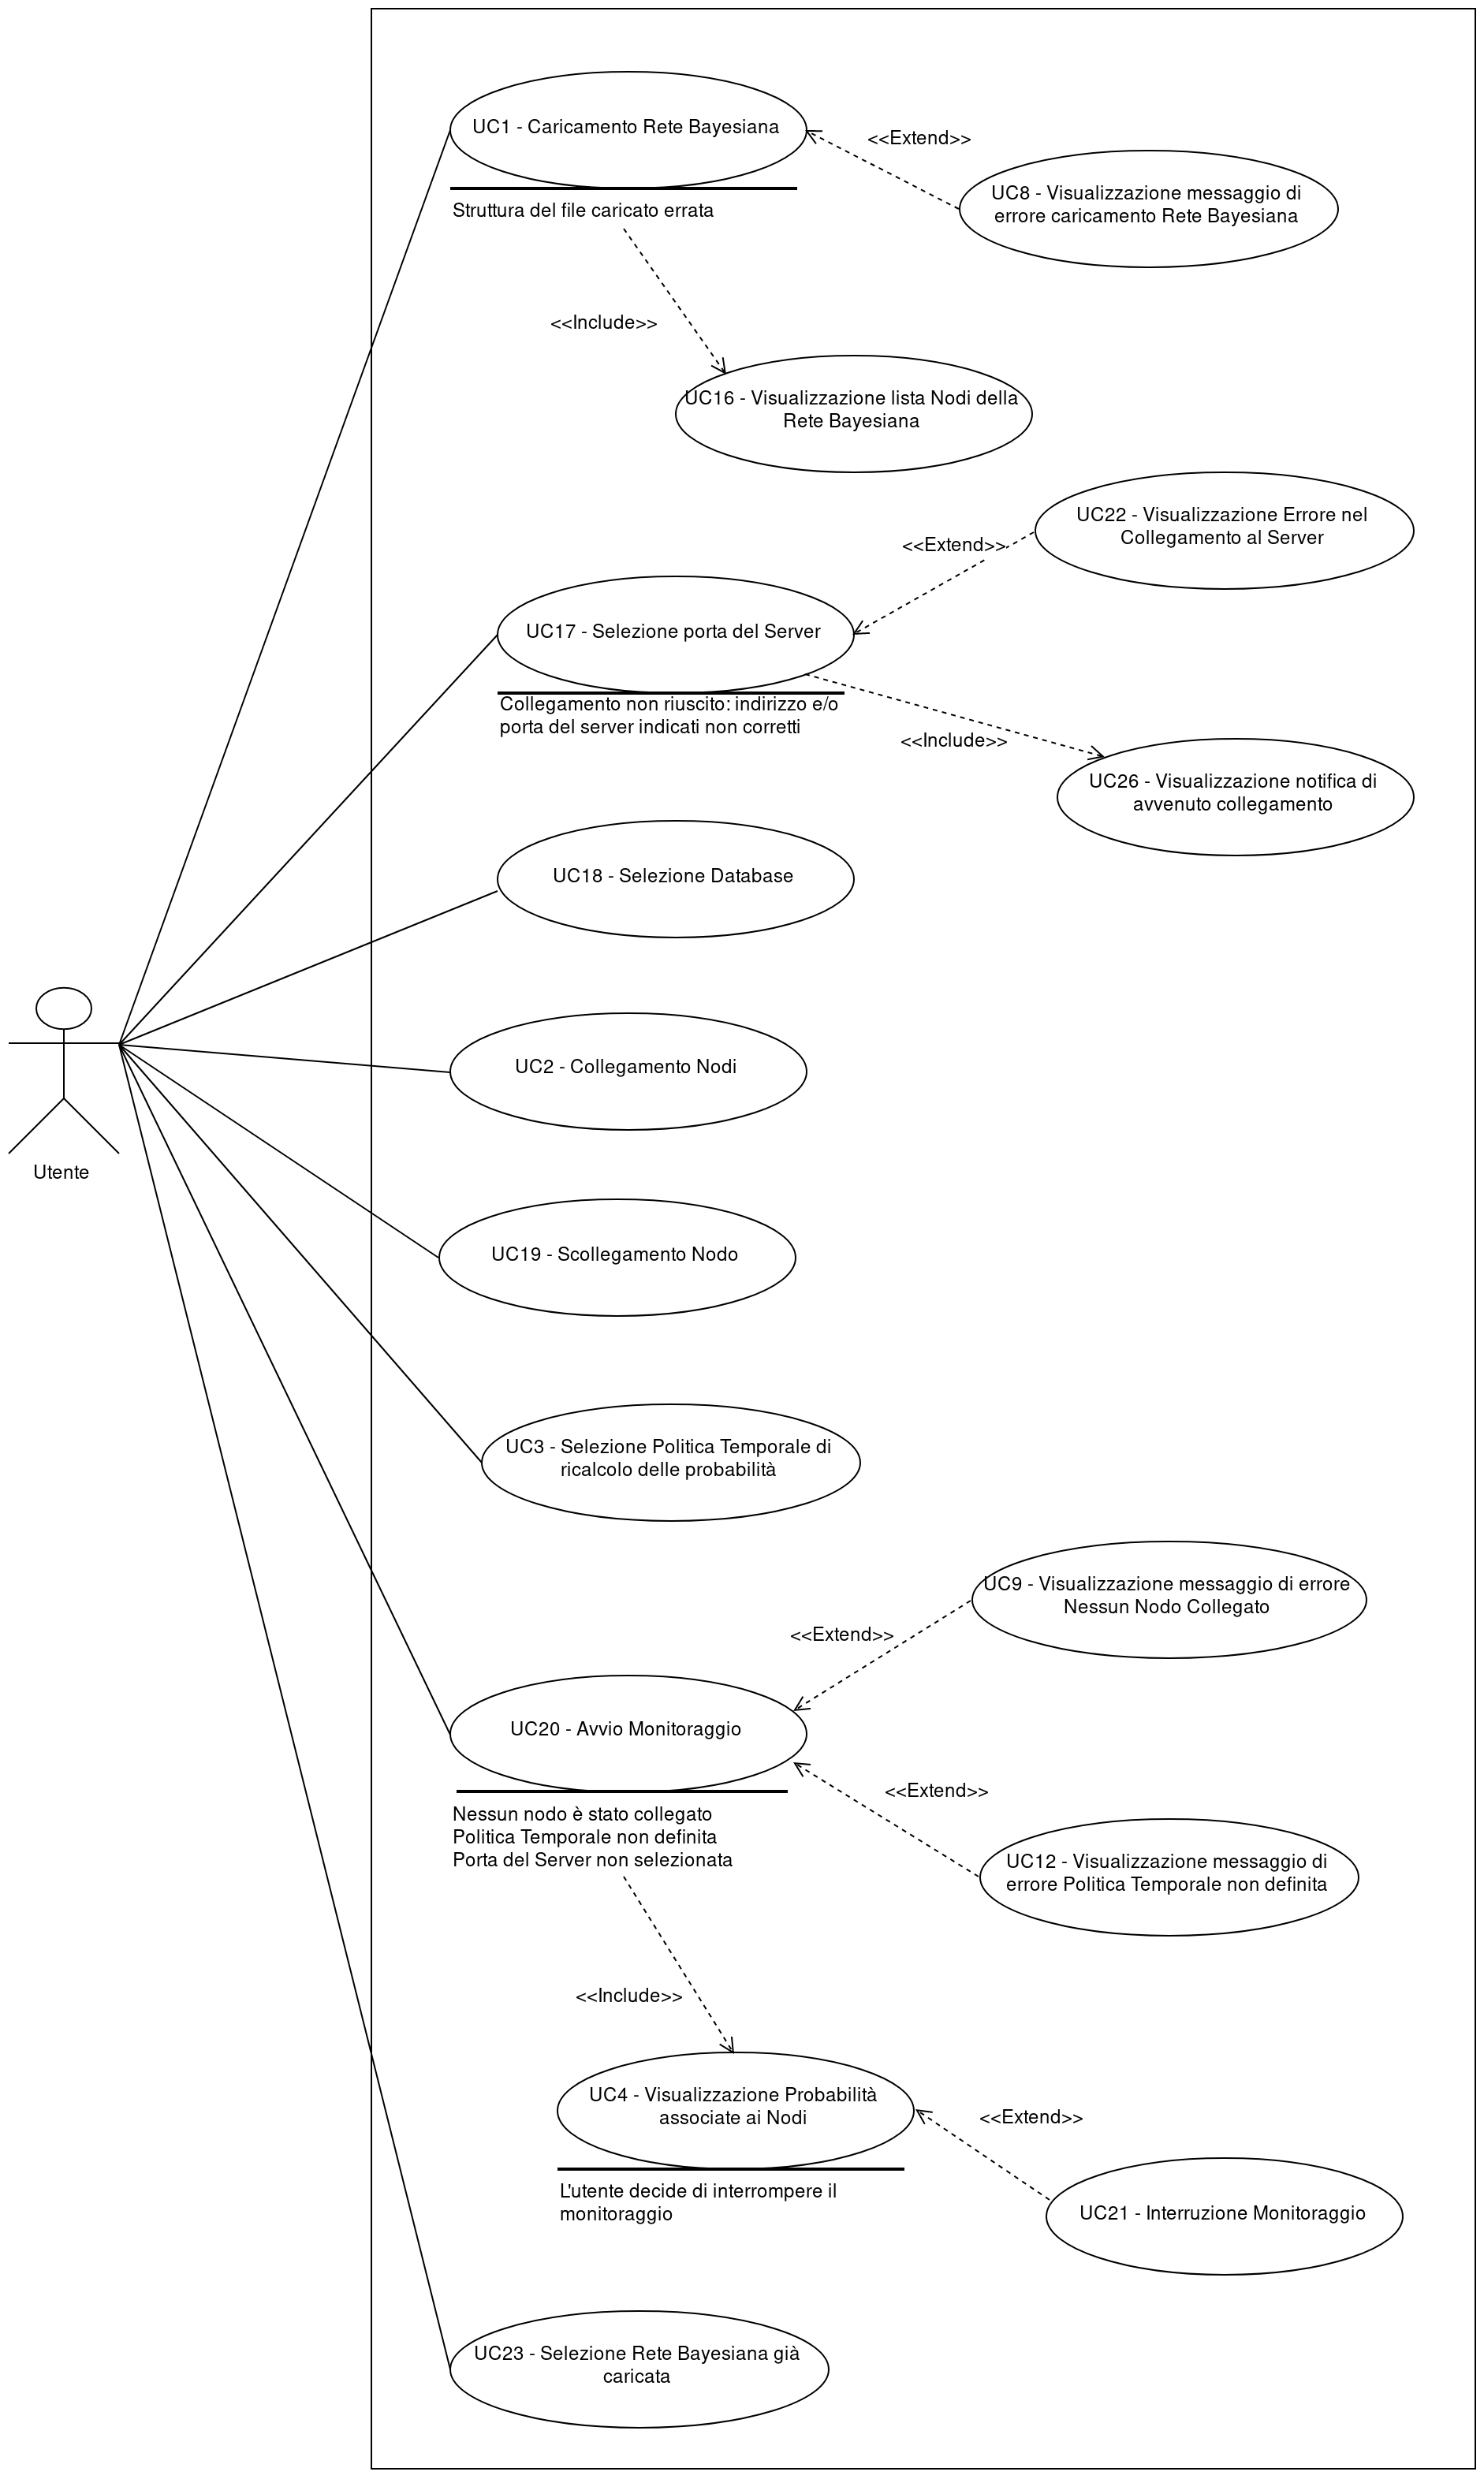 UC1 - Caricamento Rete Bayesiana
<<Extend>>
UC8 - Visualizzazione messaggio di
errore caricamento Rete Bayesiana
Struttura del file caricato errata
<<Include>>
UC16 - Visualizzazione lista Nodi della
Rete Bayesiana
UC22 - Visualizzazione Errore nel
Collegamento al Server
<<Extend>>
UC17 - Selezione porta del Server
Collegamento non riuscito: indirizzo e/o
porta del server indicati non corretti
<<Include>>
UC26 - Visualizzazione notifica di
avvenuto collegamento
UC18 - Selezione Database
UC2 - Collegamento Nodi
Utente
UC19 - Scollegamento Nodo
UC3 - Selezione Politica Temporale di
ricalcolo delle probabilità
UC9 - Visualizzazione messaggio di errore
Nessun Nodo Collegato
<<Extend>>
UC20 - Avvio Monitoraggio
<<Extend>>
Nessun nodo è stato collegato
Politica Temporale non definita
Porta del Server non selezionata
UC12 - Visualizzazione messaggio di
errore Politica Temporale non definita
<<Include>>
UC4 - Visualizzazione Probabilità
associate ai Nodi
<<Extend>>
L'utente decide di interrompere il
monitoraggio
UC21 - Interruzione Monitoraggio
UC23 - Selezione Rete Bayesiana già
caricata